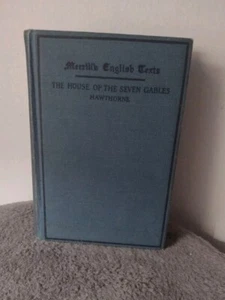 Merrill's English Texts
THE HOUSE OF THE SEVEN GABLES
HAWTHORNE